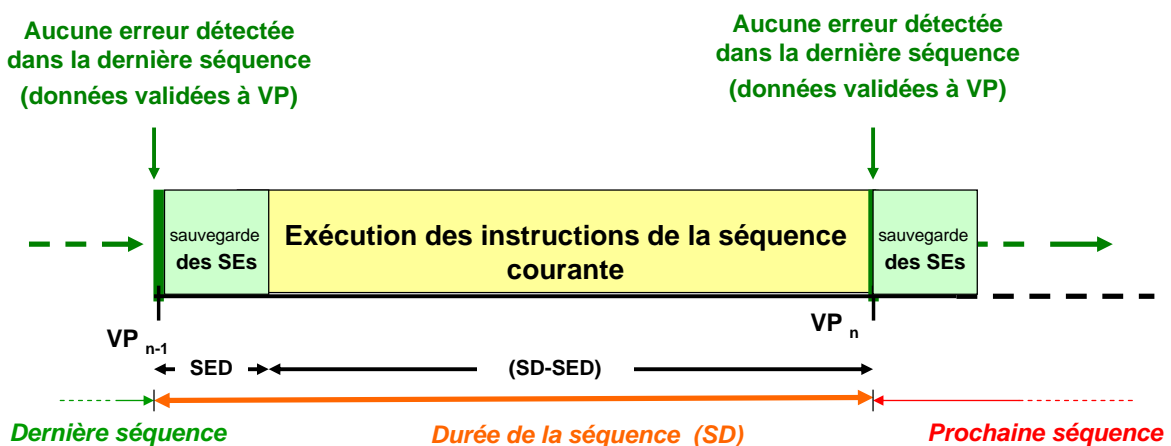 Aucune erreur détectée
dans la dernière séquence
(données validées à VP)
Aucune erreur détectée
dans la dernière séquence
(données validées à VP)
sauvegarde
des SEs
Exécution des instructions de la séquence
courante
sauvegarde
des SEs
VP n-1
VP n
SED
(SD-SED)
Dernière séquence
Durée de la séquence (SD)
Prochaine séquence